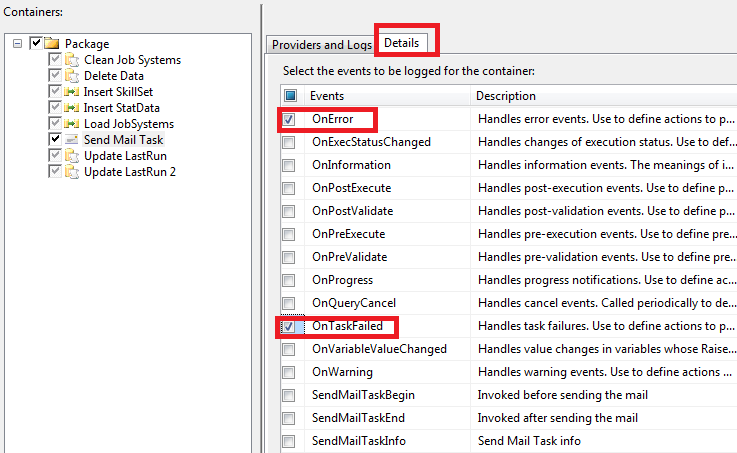 Containers:
Package
Clean Job Systems
Delete Data
Insert SkillSet
Insert StatData
Load JobSystems
Send Mail Task
Update LastRun
Update LastRun 2
Providers and Logs Details
Select the events to be logged for the container:
Events Description
OnError Handles error events. Use to define actions to p...
OnExecStatusChanged Handles changes of execution status. Use to def...
OnInformation Handles information events. The meanings of i...
OnPostExecute Handles post-execution events. Use to define p...
OnPostValidate Handles post-validation events. Use to define p...
OnPreExecute Handles pre-execution events. Use to define pre...
OnPreValidate Handles pre-validation events. Use to define pre...
OnProgress Handles progress notifications. Use to define ac...
OnQueryCancel Handles cancel events. Called periodically to de...
OnTaskFailed Handles task failures. Use to define actions to p...
OnVariableValueChanged Handles value changes in variables whose Raise...
OnWarning Handles warning events. Use to define actions ...
SendMailTaskBegin Invoked before sending the mail
SendMailTaskEnd Invoked after sending the mail
SendMailTaskInfo Send Mail Task info